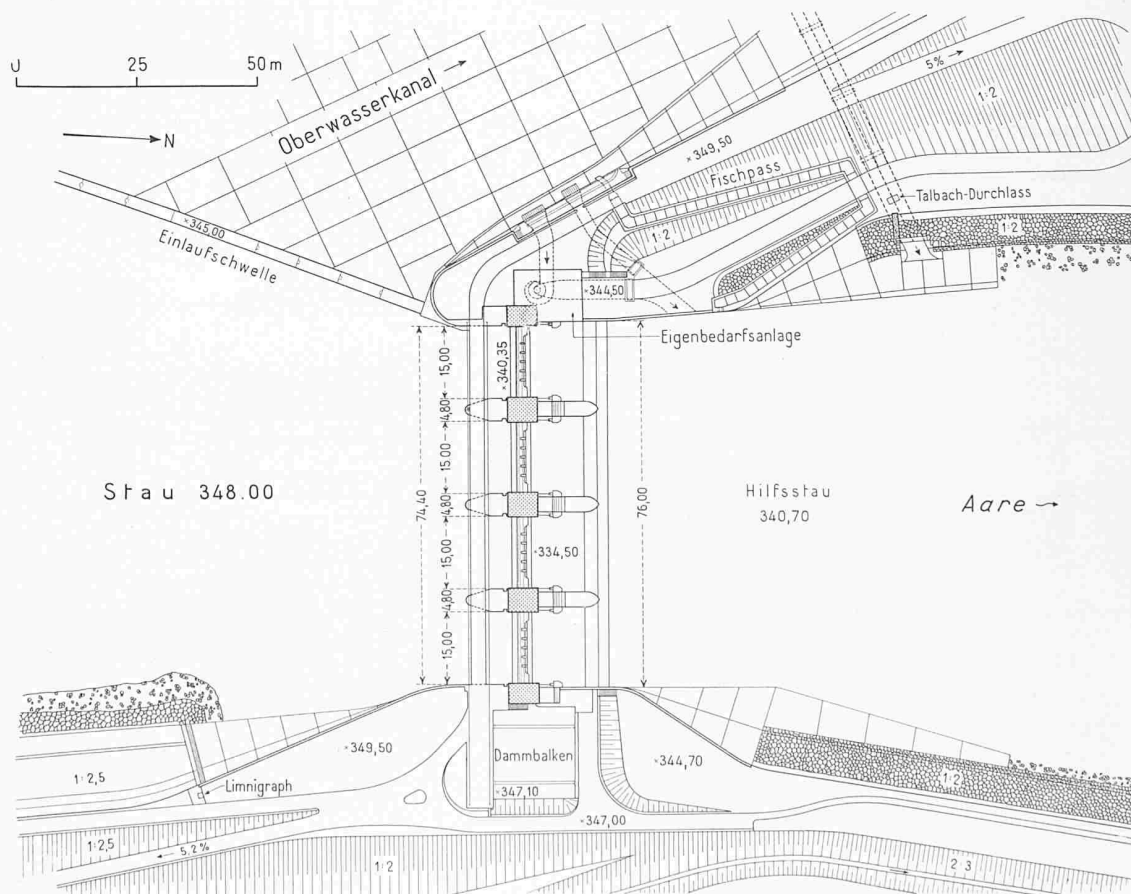 0 25 50 m
N
Oberwasserkanal
×345,00
Einlaufschwelle
5%
1:2
×349,50
Fischpass
1:2
Talbach-Durchlass
1:2
×344,50
Eigenbedarfsanlage
×340,35
15,00
4,80
15,00
4,80
15,00
4,80
15,00
74,40
76,00
×334,50
Stau 348.00
Hilfsstau
340,70
Aare
×349,50
1:2,5
Limnigraph
Dammbalken
×347,10
×344,70
×347,00
1:2
1:2,5
5,2%
1:2
2:3